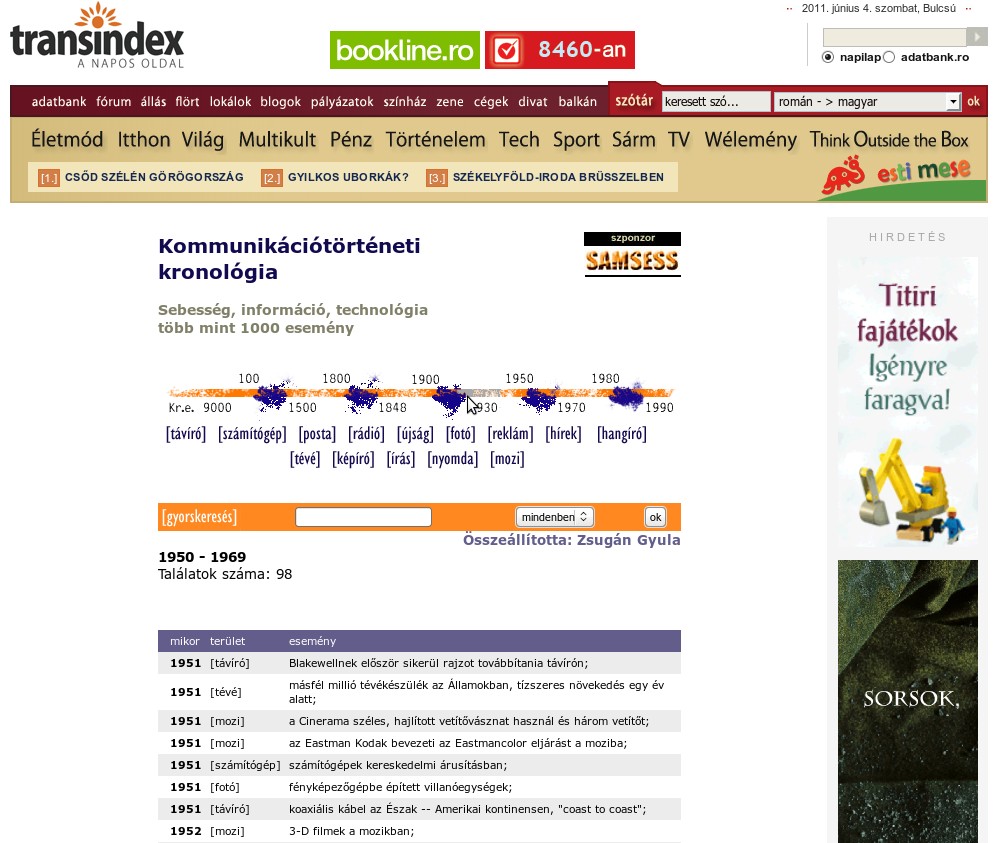 transindex
A NAPOS OLDAL
bookline.ro
8460-an
2011. június 4. szombat, Bulcsú
napilap adatbank.ro
adatbank fórum állás flört lokálok blogok pályázatok színház zene cégek divat balkán szótár keresett szó... román - > magyar ok
Életmód Itthon Világ Multikult Pénz Történelem Tech Sport Sárm TV Wélemény Think Outside the Box
[1.] CSŐD SZÉLÉN GÖRÖGORSZÁG [2.] GYILKOS UBORKÁK? [3.] SZÉKELYFÖLD-IRODA BRÜSSZELBEN
esti mese
Kommunikációtörténeti
kronológia
szponzor
SAMSESS
Sebesség, információ, technológia
több mint 1000 esemény
100 1800 1900 1950 1980
Kr.e. 9000 1500 1848 930 1970 1990
[távíró] [számítógép] [posta] [rádió] [újság] [fotó] [reklám] [hírek] [hangíró]
[tévé] [képíró] [írás] [nyomda] [mozi]
[gyorskeresés] mindenben ok
Összeállította: Zsugán Gyula
1950 - 1969
Találatok száma: 98
mikor terület esemény
1951 [távíró] Blakewellnek először sikerül rajzot továbbítania távírón;
1951 [tévé] másfél millió tévékészülék az Államokban, tízszeres növekedés egy év
alatt;
1951 [mozi] a Cinerama széles, hajlított vetítővásznat használ és három vetítőt;
1951 [mozi] az Eastman Kodak bevezeti az Eastmancolor eljárást a moziba;
1951 [számítógép] számítógépek kereskedelmi árusításban;
1951 [fotó] fényképezőgépbe épített villanóegységek;
1951 [távíró] koaxiális kábel az Észak -- Amerikai kontinensen, "coast to coast";
1952 [mozi] 3-D filmek a mozikban;
HIRDETÉS
Titiri
fajátékok
Igényre
faragva!
SORSOK,